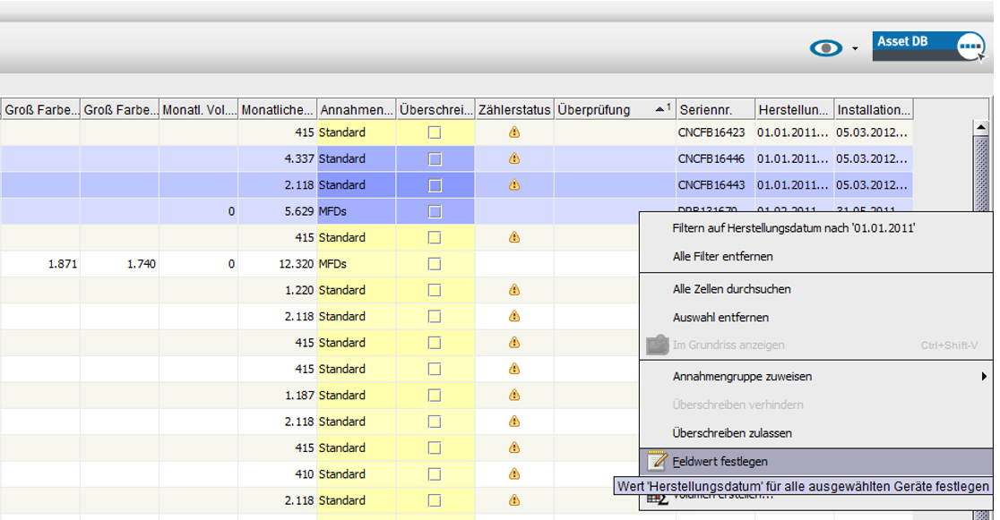 Asset DB
Groß Farbe... Groß Farbe... Monatl. Vol.... Monatliche... Annahmen... Überschrei... Zählerstatus Überprüfung 1 Seriennr. Herstellun... Installation...
415 Standard CNCFB16423 01.01.2011... 05.03.2012...
4.337 Standard CNCFB16446 01.01.2011... 05.03.2012...
2.118 Standard CNCFB16443 01.01.2011... 05.03.2012...
0 5.629 MFDs
415 Standard
1.871 1.740 0 12.320 MFDs
1.220 Standard
2.118 Standard
415 Standard
415 Standard
1.187 Standard
2.118 Standard
415 Standard
410 Standard
2.118 Standard
Filtern auf Herstellungsdatum nach '01.01.2011'
Alle Filter entfernen
Alle Zellen durchsuchen
Auswahl entfernen
Im Grundriss anzeigen Ctrl+Shift-V
Annahmengruppe zuweisen
Überschreiben verhindern
Überschreiben zulassen
Feldwert festlegen
Wert 'Herstellungsdatum' für alle ausgewählten Geräte festlegen